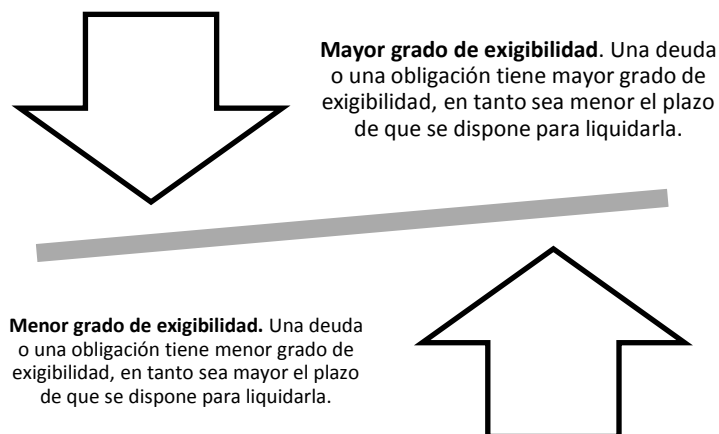 Mayor grado de exigibilidad. Una deuda
o una obligación tiene mayor grado de
exigibilidad, en tanto sea menor el plazo
de que se dispone para liquidarla.
Menor grado de exigibilidad. Una deuda
o una obligación tiene menor grado de
exigibilidad, en tanto sea mayor el plazo
de que se dispone para liquidarla.